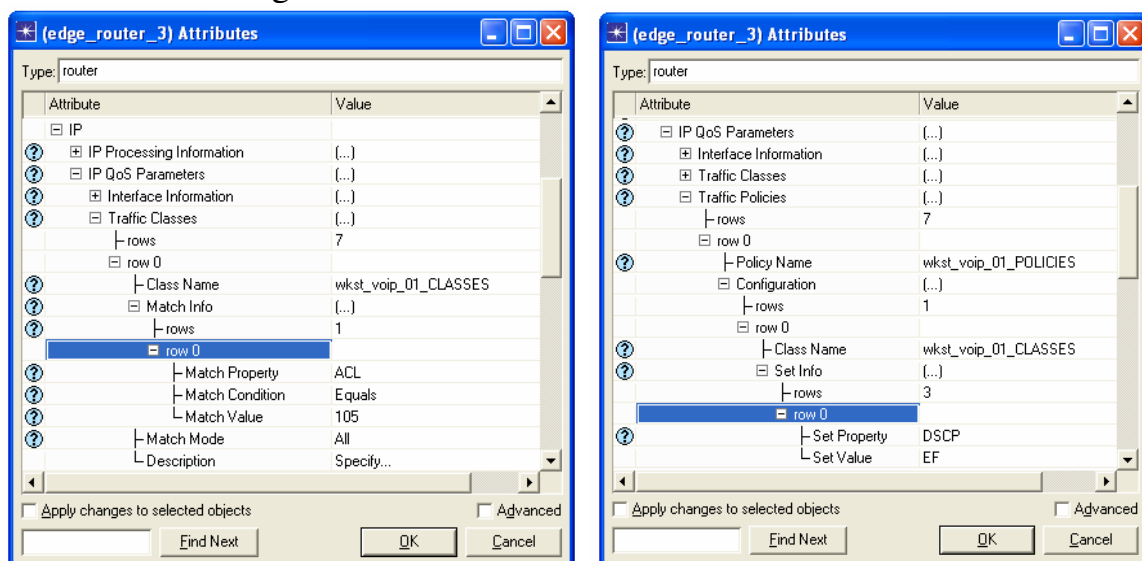 (edge_router_3) Attributes
Type: router
Attribute Value
IP
IP Processing Information (...)
IP QoS Parameters (...)
Interface Information (...)
Traffic Classes (...)
rows 7
row 0
Class Name wkst_voip_01_CLASSES
Match Info (...)
rows 1
row 0
Match Property ACL
Match Condition Equals
Match Value 105
Match Mode All
Description Specify...
Apply changes to selected objects Advanced
Find Next OK Cancel
(edge_router_3) Attributes
Type: router
Attribute Value
IP QoS Parameters (...)
Interface Information (...)
Traffic Classes (...)
Traffic Policies (...)
rows 7
row 0
Policy Name wkst_voip_01_POLICIES
Configuration (...)
rows 1
row 0
Class Name wkst_voip_01_CLASSES
Set Info (...)
rows 3
row 0
Set Property DSCP
Set Value EF
Apply changes to selected objects Advanced
Find Next OK Cancel